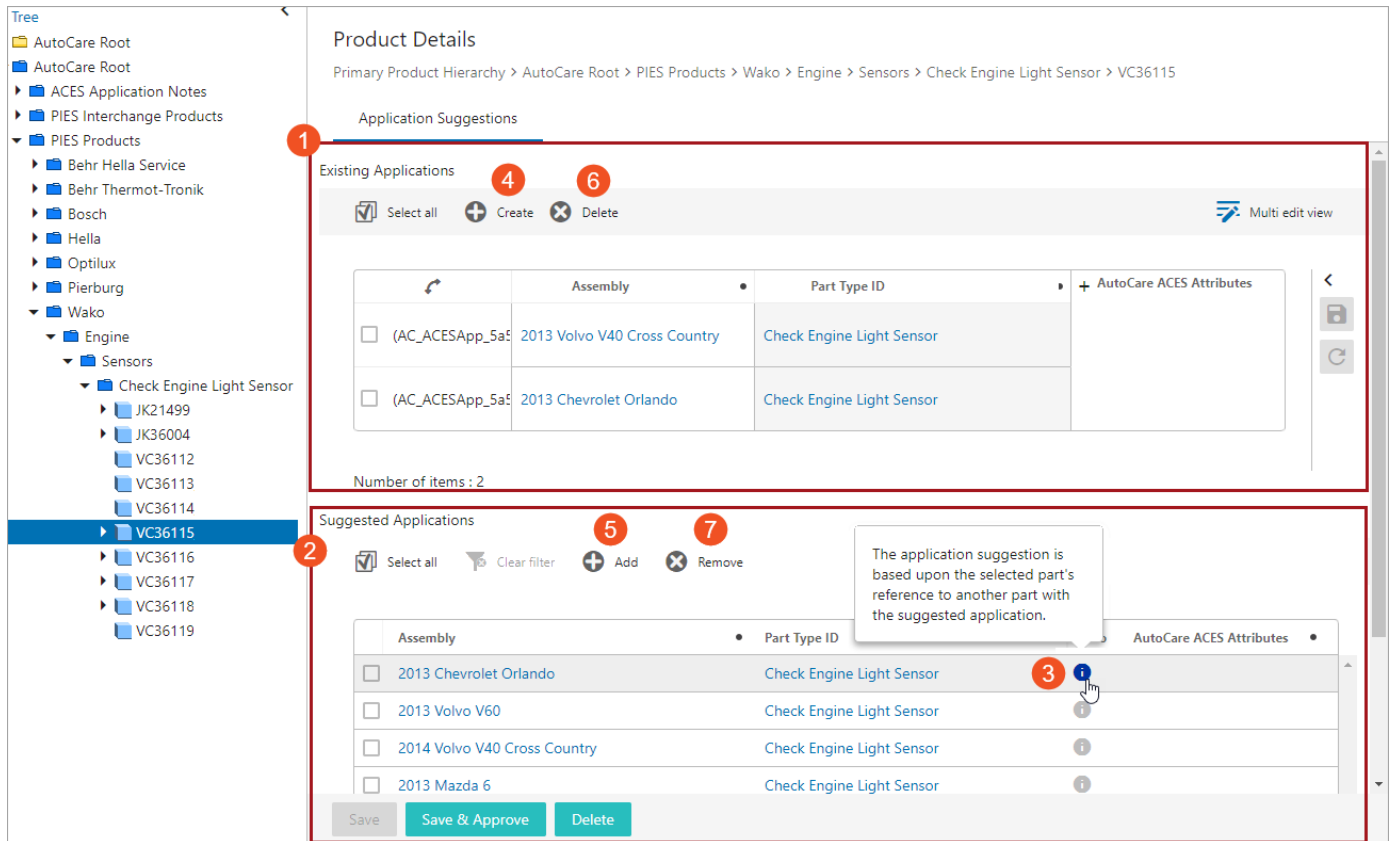 Tree
AutoCare Root
AutoCare Root
ACES Application Notes
PIES Interchange Products
PIES Products
Behr Hella Service
Behr Thermot-Tronik
Bosch
Hella
Optilux
Pierburg
Wako
Engine
Sensors
Check Engine Light Sensor
JK21499
JK36004
VC36112
VC36113
VC36114
VC36115
VC36116
VC36117
VC36118
VC36119
Product Details
Primary Product Hierarchy > AutoCare Root > PIES Products > Wako > Engine > Sensors > Check Engine Light Sensor > VC36115
Application Suggestions
1
Existing Applications
4
6
Select all Create Delete Multi edit view
Assembly Part Type ID + AutoCare ACES Attributes
(AC_ACESApp_5a5 2013 Volvo V40 Cross Country Check Engine Light Sensor
(AC_ACESApp_5a5 2013 Chevrolet Orlando Check Engine Light Sensor
Number of items : 2
2
Suggested Applications
5
7
Select all Clear filter Add Remove
The application suggestion is
based upon the selected part's
reference to another part with
the suggested application.
Assembly Part Type ID AutoCare ACES Attributes
2013 Chevrolet Orlando Check Engine Light Sensor 3 i
2013 Volvo V60 Check Engine Light Sensor i
2014 Volvo V40 Cross Country Check Engine Light Sensor i
2013 Mazda 6 Check Engine Light Sensor i
Save Save & Approve Delete